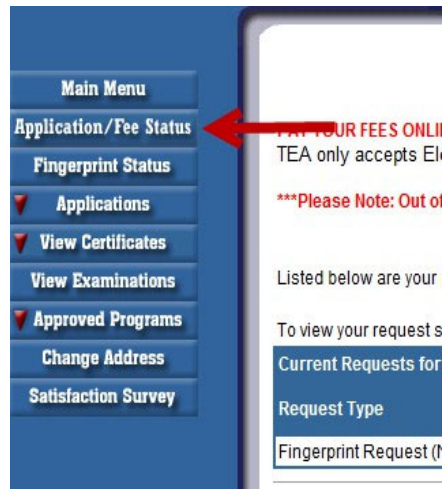 Main Menu
Application/Fee Status
Fingerprint Status
Applications
View Certificates
View Examinations
Approved Programs
Change Address
Satisfaction Survey
YOUR FEES
TEA only accepts
***Please Note: Out
Listed below are your
To view your request
Current Requests for
Request Type
Fingerprint Request